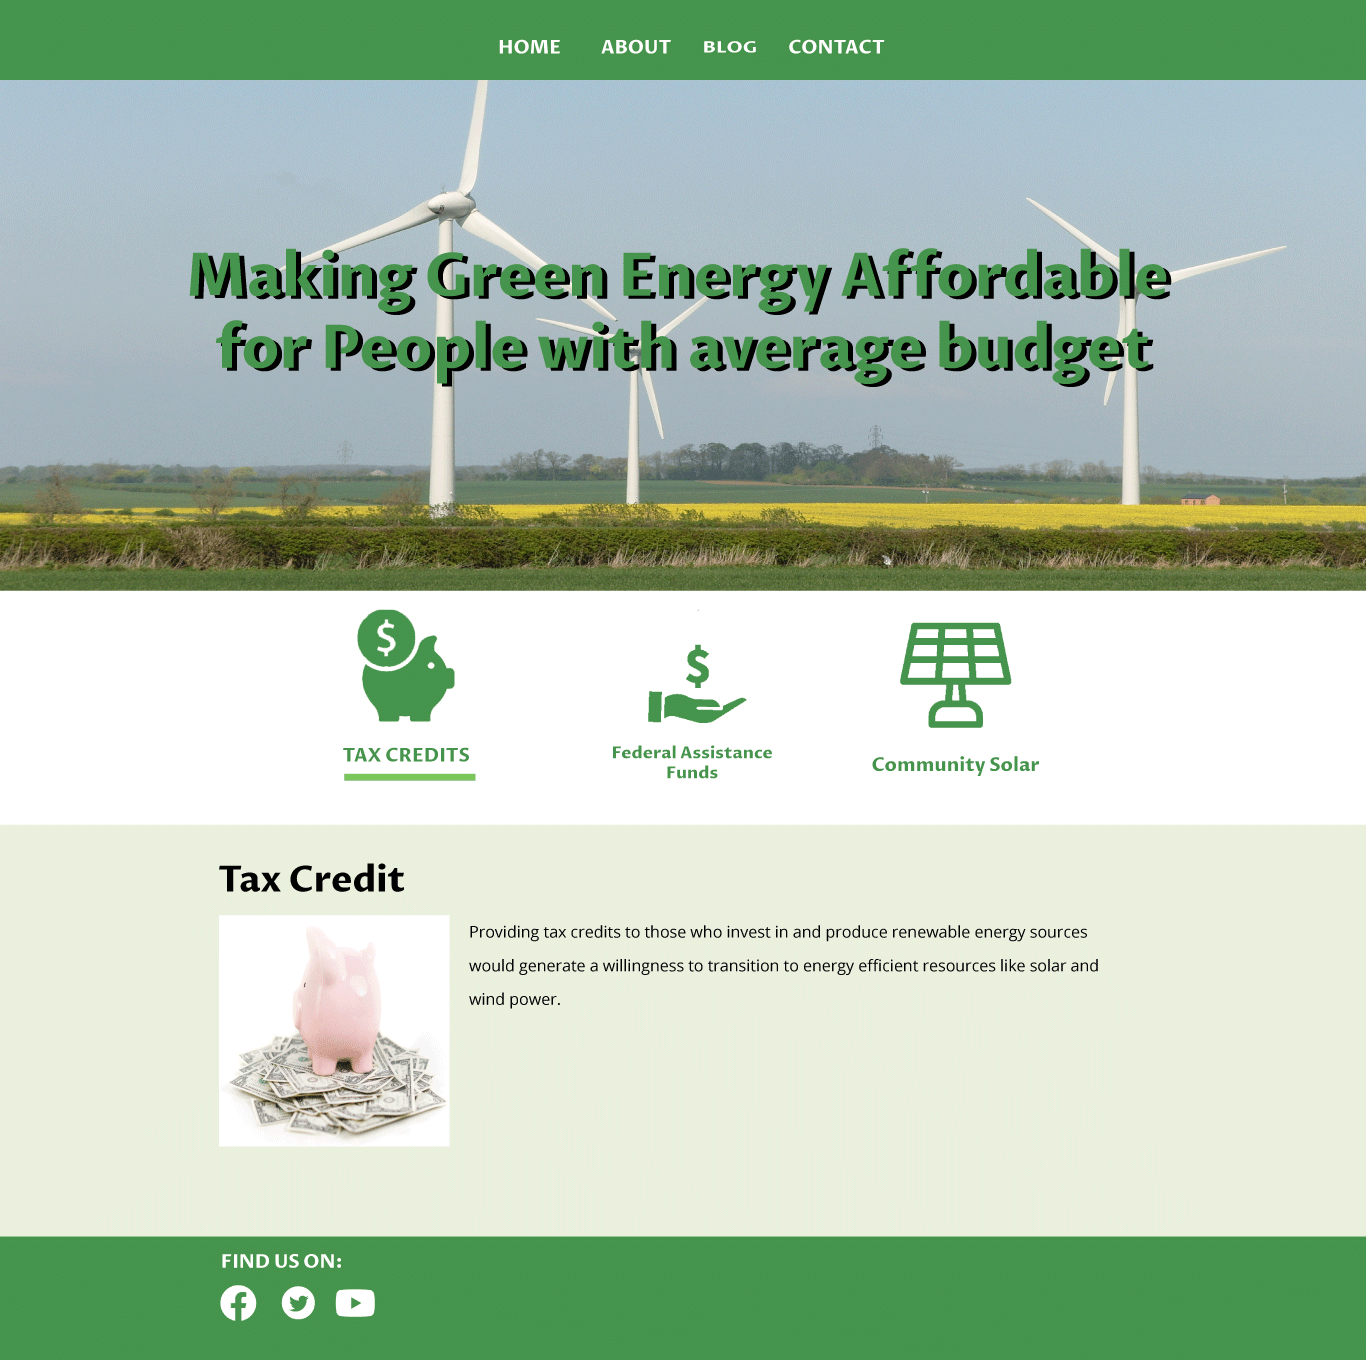 HOME ABOUT BLOG CONTACT
Making Green Energy Affordable
for People with average budget
$
$
TAX CREDITS
Federal Assistance
Funds
Community Solar
Tax Credit
Providing tax credits to those who invest in and produce renewable energy sources
would generate a willingness to transition to energy efficient resources like solar and
wind power.
FIND US ON: